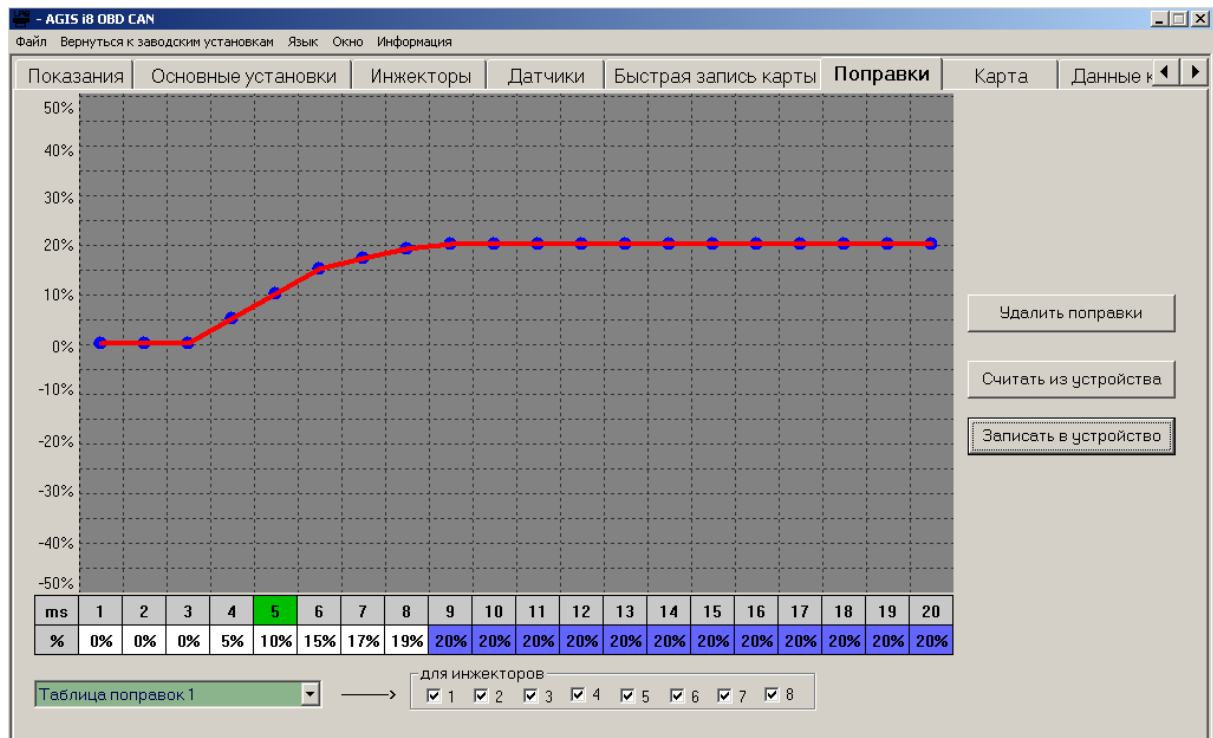 - AGIS i8 OBD CAN
Файл Вернуться к заводским установкам Язык Окно Информация
Показания Основные установки Инжекторы Датчики Быстрая запись карты Поправки Карта Данные к
50%
40%
30%
20%
10%
0%
-10%
-20%
-30%
-40%
-50%
Удалить поправки
Считать из устройства
Записать в устройство
ms 1 2 3 4 5 6 7 8 9 10 11 12 13 14 15 16 17 18 19 20
% 0% 0% 0% 5% 10% 15% 17% 19% 20% 20% 20% 20% 20% 20% 20% 20% 20% 20% 20% 20%
для инжекторов
Таблица поправок 1 1 2 3 4 5 6 7 8